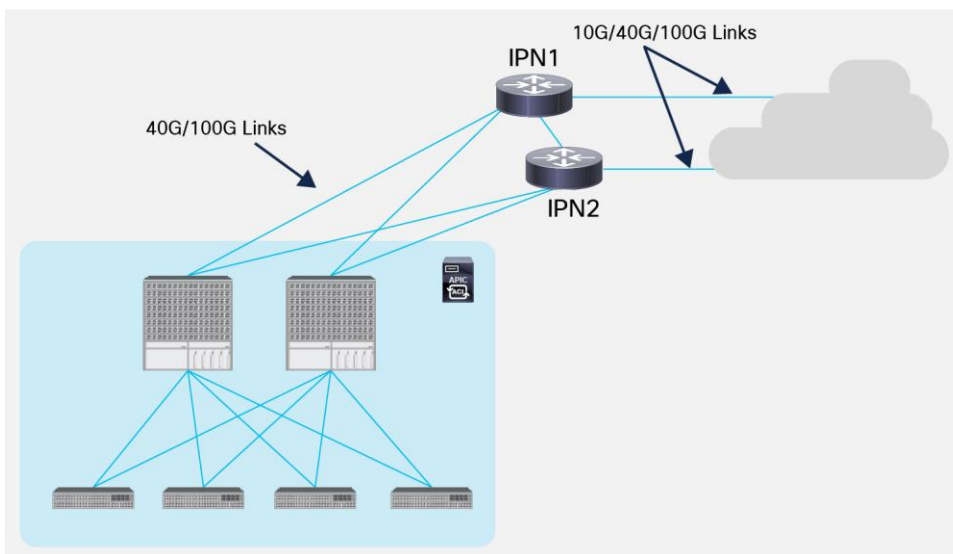 10G/40G/100G Links
IPN1
40G/100G Links
IPN2
APIC
ACI